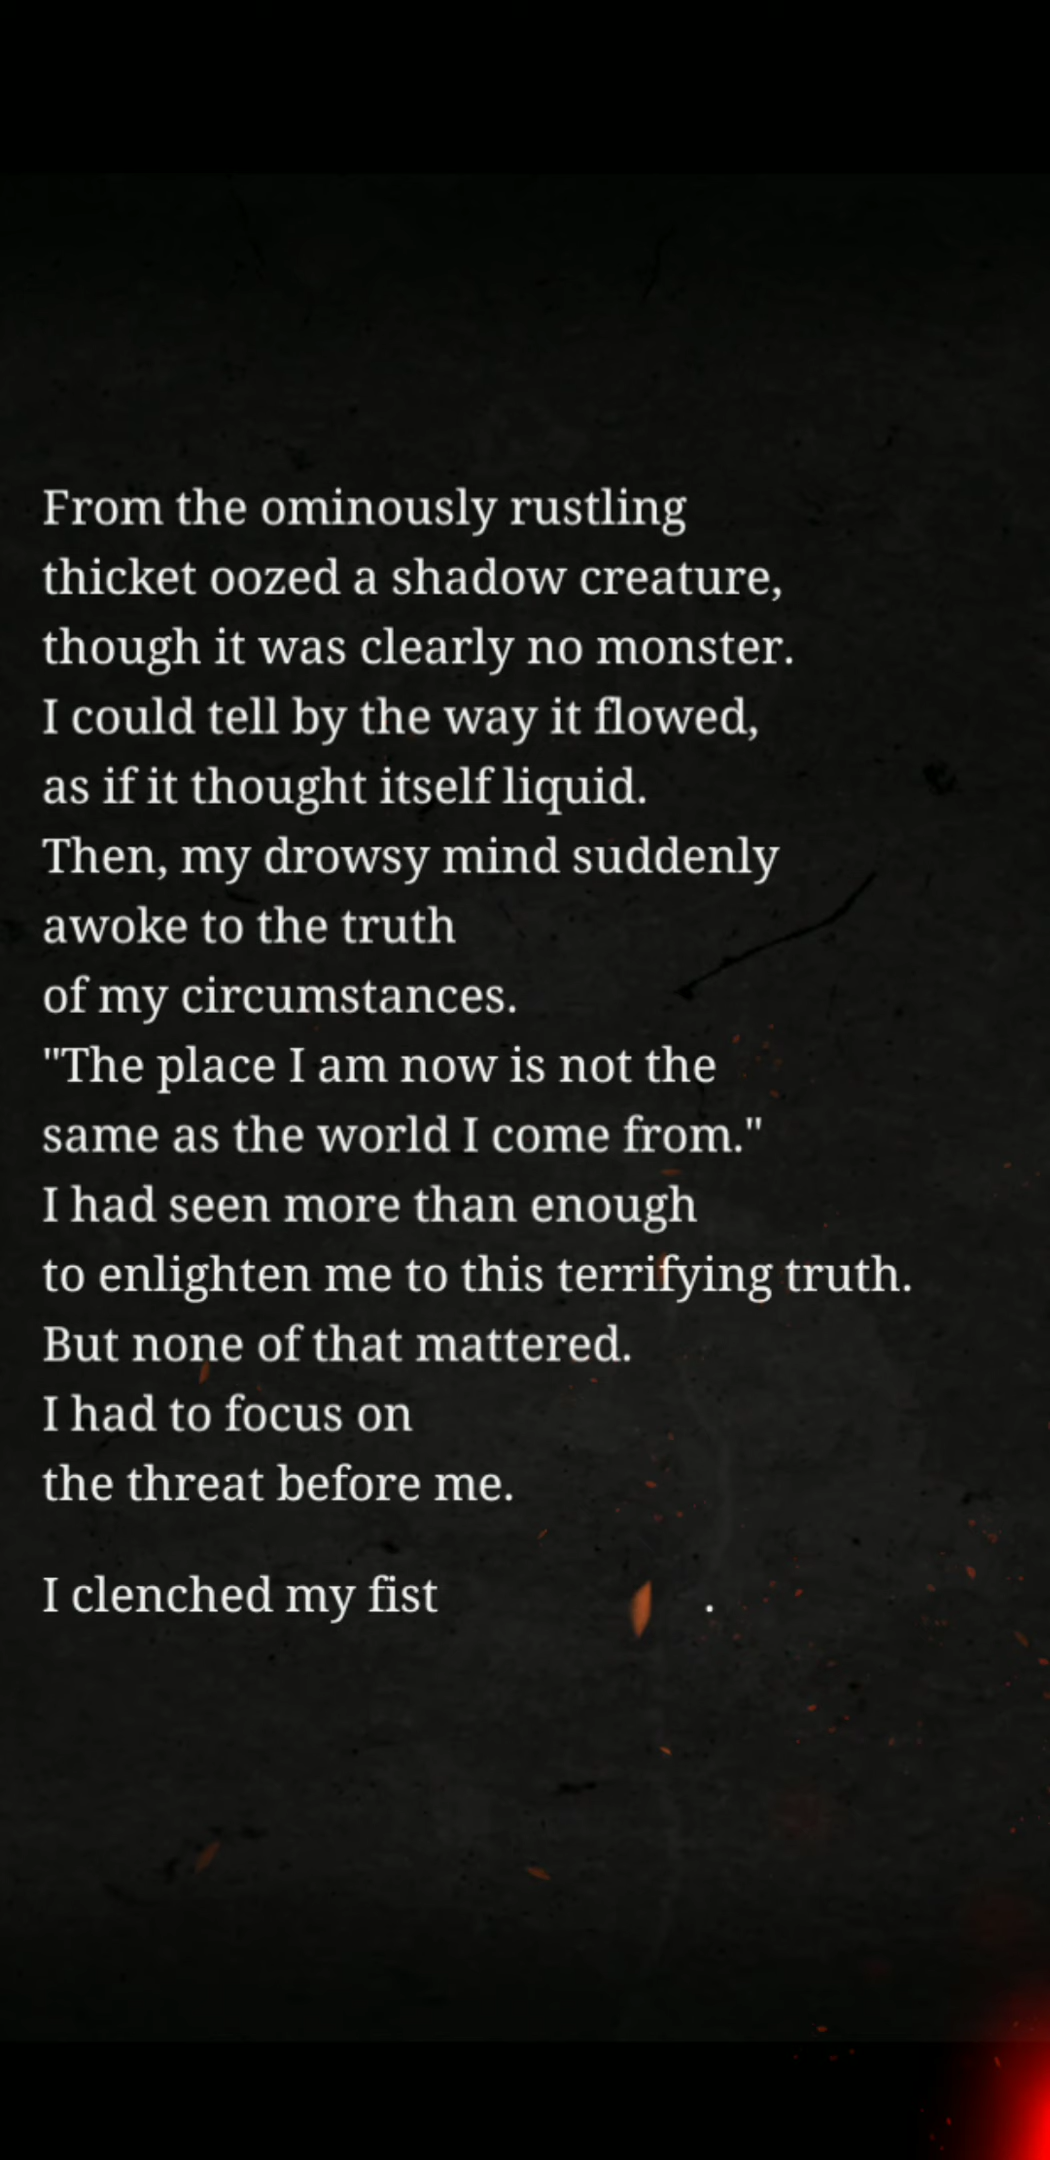 From the ominously rustling
thicket oozed a shadow creature,
though it was clearly no monster.
I could tell by the way it flowed,
as if it thought itself liquid.
Then, my drowsy mind suddenly
awoke to the truth
of my circumstances.
"The place I am now is not the
same as the world I come from."
I had seen more than enough
to enlighten me to this terrifying truth.
But none of that mattered.
I had to focus on
the threat before me.
I clenched my fist .